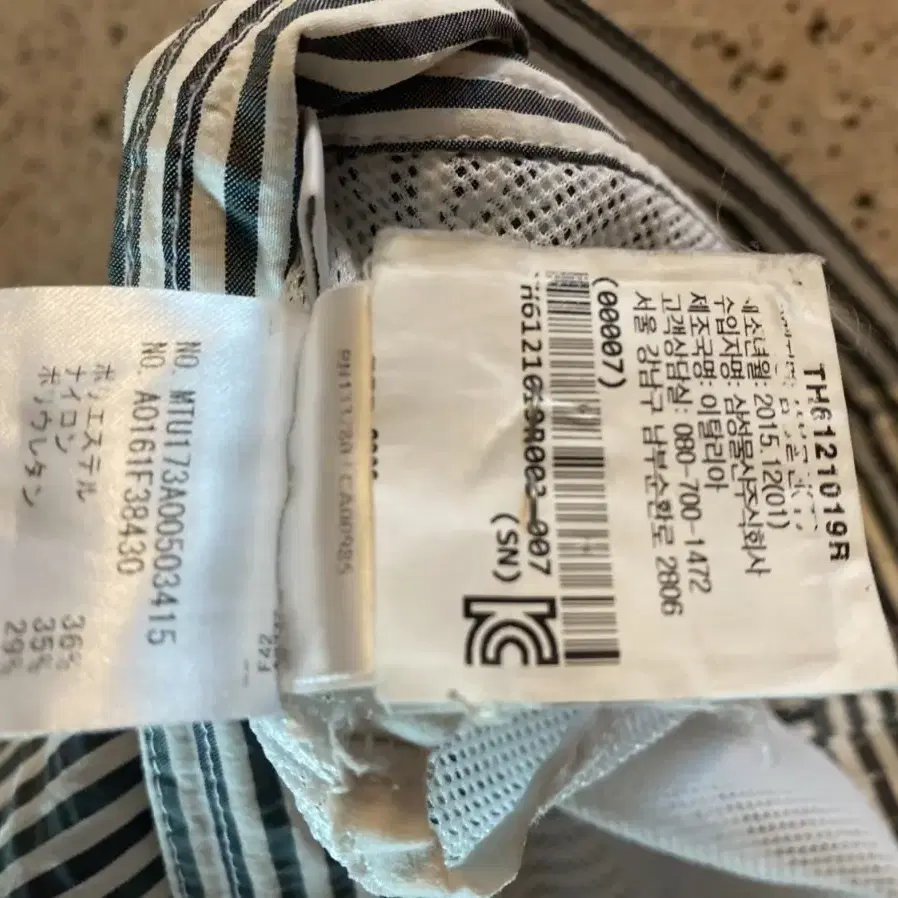 NO. MTU173A00503415
NO. A0161F38430
ポリエステル 36%
ナイロン 35%
ポリウレタン 29%
F42
TH6121019R
제조년월: 2015.12(01)
수입자명: 삼성물산주식회사
제조국명: 이탈리아
고객상담실: 080-700-1472
서울 강남구 남부순환로 2806
(00007)
(SN)